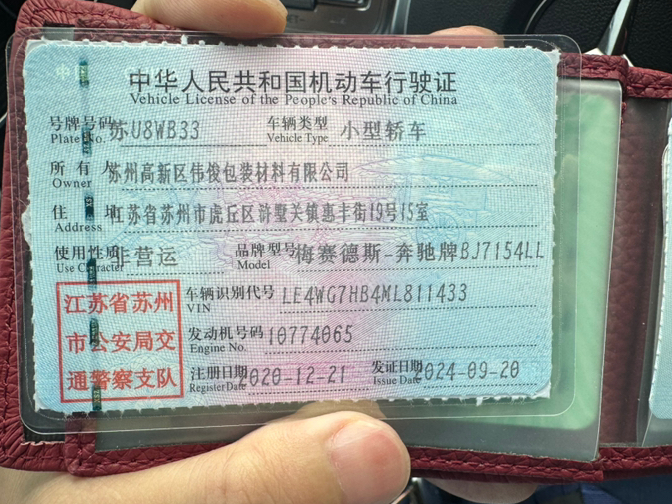 中华人民共和国机动车行驶证
Vehicle License of the People's Republic of China
号牌号码 苏U8WB33 车辆类型 小型轿车
Plate No. Vehicle Type
所有人 苏州高新区伟俊包装材料有限公司
Owner
住址 江苏省苏州市虎丘区浒墅关镇惠丰街19号15室
Address
使用性质 非营运 品牌型号 梅赛德斯-奔驰牌BJ7154LL
Use Character Model
江苏省苏州
市公安局交
通警察支队
车辆识别代号 LE4WG7HB4ML811433
VIN
发动机号码 10774065
Engine No.
注册日期 2020-12-21 发证日期 2024-09-20
Register Date Issue Date